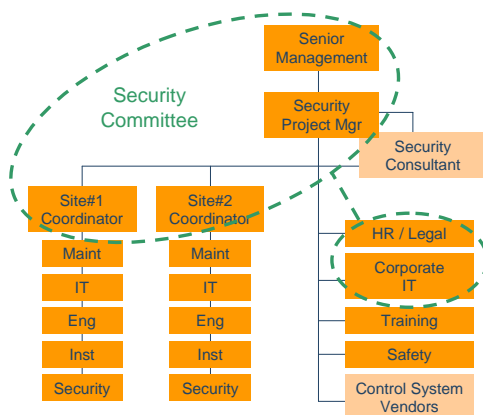 Senior
Management
Security
Committee
Security
Project Mgr
Security
Consultant
Site#1
Coordinator
Site#2
Coordinator
Maint
IT
Eng
Inst
Security
Maint
IT
Eng
Inst
Security
HR / Legal
Corporate
IT
Training
Safety
Control System
Vendors